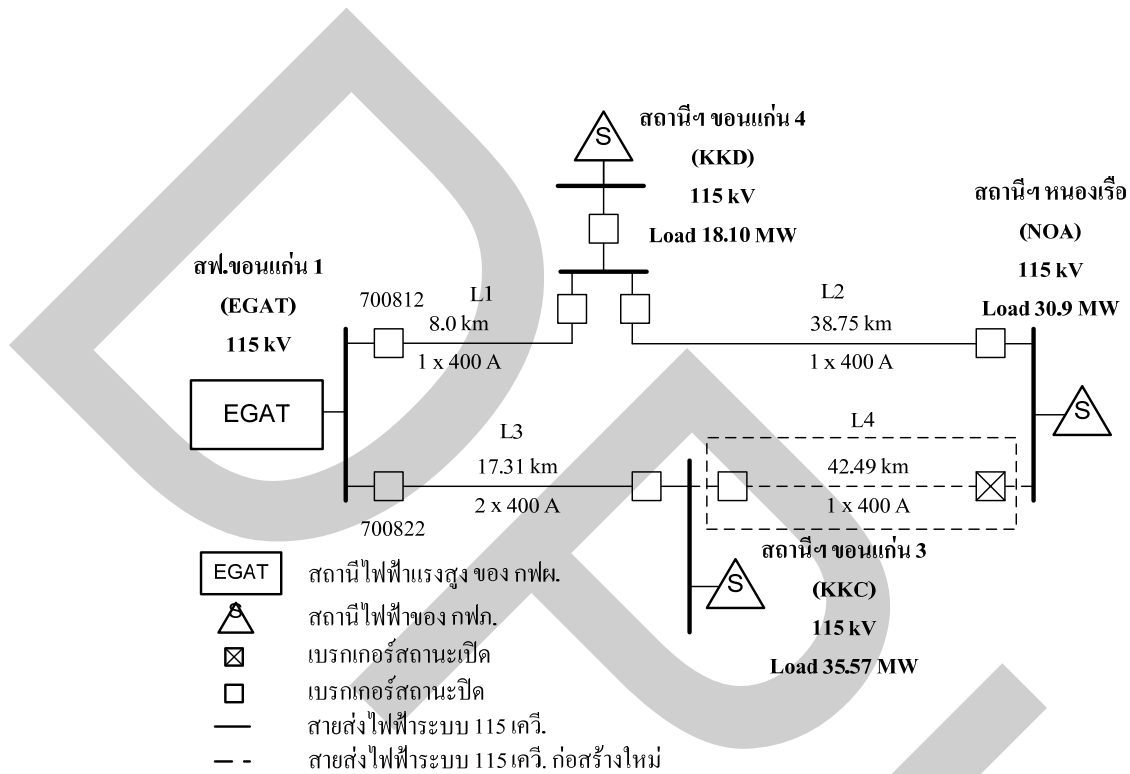 S
สถานีฯ ขอนแก่น 4
(KKD)
115 kV
Load 18.10 MW
สถานีฯ หนองเรือ
(NOA)
115 kV
Load 30.9 MW
สฟ.ขอนแก่น 1
(EGAT)
115 kV
700812
L1
8.0 km
1 x 400 A
L2
38.75 km
1 x 400 A
EGAT
S
L3
17.31 km
2 x 400 A
700822
L4
42.49 km
1 x 400 A
S
สถานีฯ ขอนแก่น 3
(KKC)
115 kV
Load 35.57 MW
EGAT
สถานีไฟฟ้าแรงสูง ของ กฟผ.
S
สถานีไฟฟ้าของ กฟภ.
เบรกเกอร์สถานะเปิด
เบรกเกอร์สถานะปิด
สายส่งไฟฟ้าระบบ 115 เควี.
สายส่งไฟฟ้าระบบ 115 เควี. ก่อสร้างใหม่